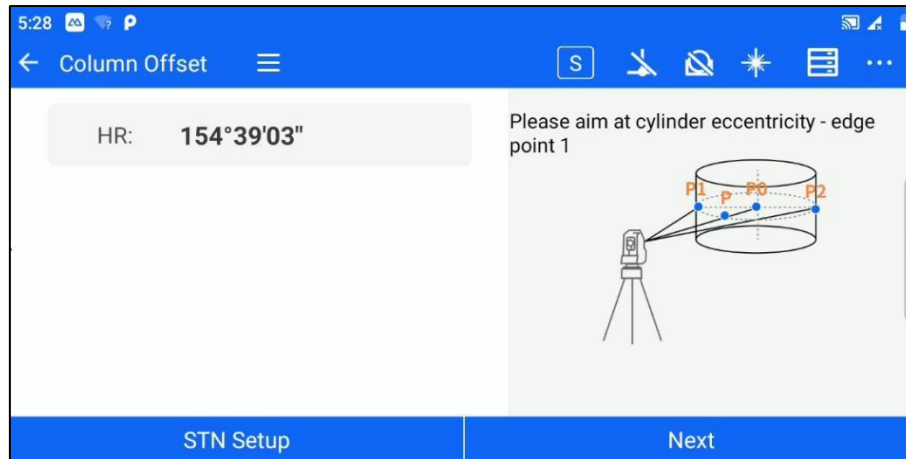 5:28
Column Offset
S
HR: 154°39'03"
Please aim at cylinder eccentricity - edge
point 1
P1 P P0 P2
STN Setup
Next